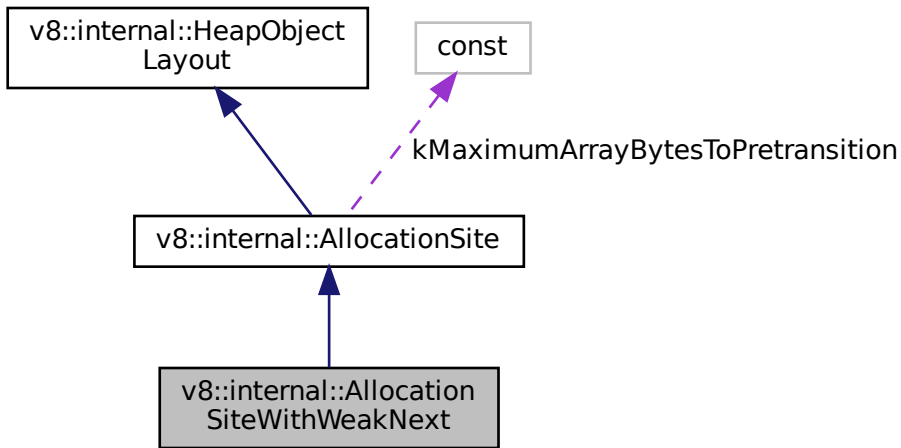 v8::internal::HeapObject
Layout
const
kMaximumArrayBytesToPretransition
v8::internal::AllocationSite
v8::internal::Allocation
SiteWithWeakNext